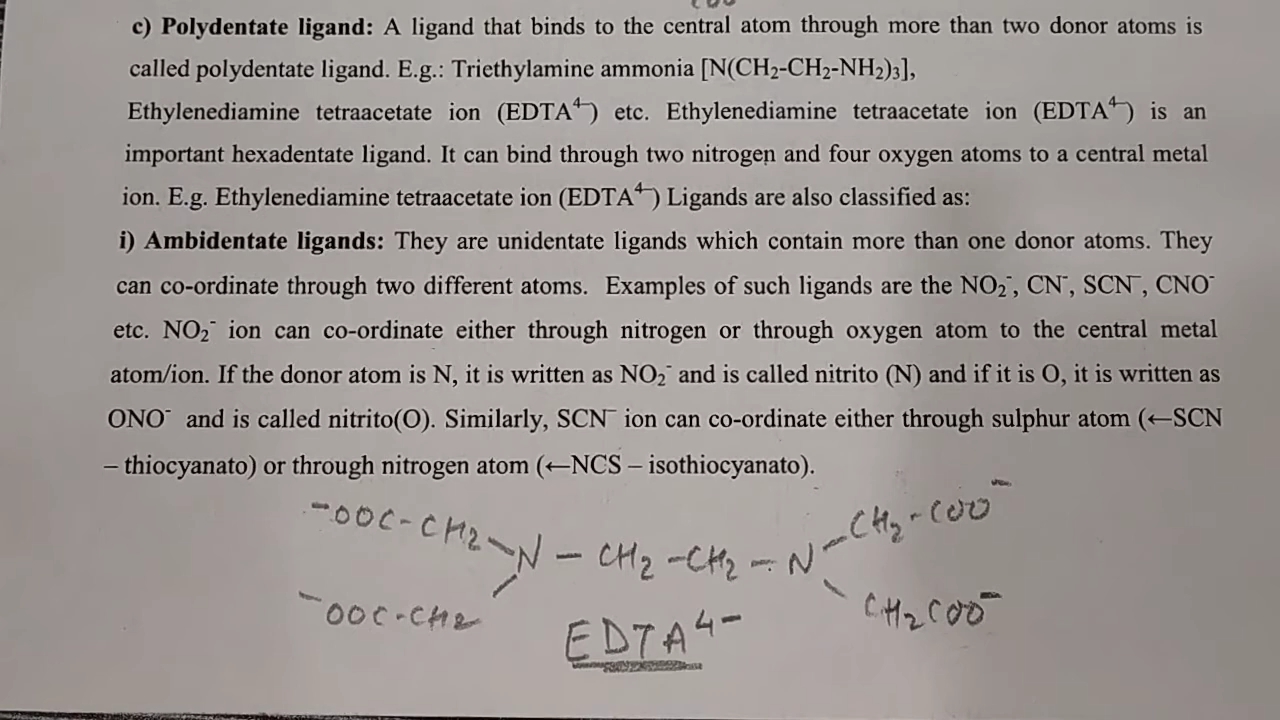 c) Polydentate ligand: A ligand that binds to the central atom through more than two donor atoms is
called polydentate ligand. E.g.: Triethylamine ammonia [N(CH₂-CH₂-NH₂)₃],
Ethylenediamine tetraacetate ion (EDTA⁴⁻) etc. Ethylenediamine tetraacetate ion (EDTA⁴⁻) is an
important hexadentate ligand. It can bind through two nitrogen and four oxygen atoms to a central metal
ion. E.g. Ethylenediamine tetraacetate ion (EDTA⁴⁻) Ligands are also classified as:
i) Ambidentate ligands: They are unidentate ligands which contain more than one donor atoms. They
can co-ordinate through two different atoms. Examples of such ligands are the NO₂⁻, CN⁻, SCN⁻, CNO⁻
etc. NO₂⁻ ion can co-ordinate either through nitrogen or through oxygen atom to the central metal
atom/ion. If the donor atom is N, it is written as NO₂⁻ and is called nitrito (N) and if it is O, it is written as
ONO⁻ and is called nitrito(O). Similarly, SCN⁻ ion can co-ordinate either through sulphur atom (←SCN
– thiocyanato) or through nitrogen atom (←NCS – isothiocyanato).
⁻OOC-CH₂ CH₂-COO⁻
N – CH₂ -CH₂ – N
⁻OOC-CH₂ CH₂COO⁻
EDTA⁴⁻